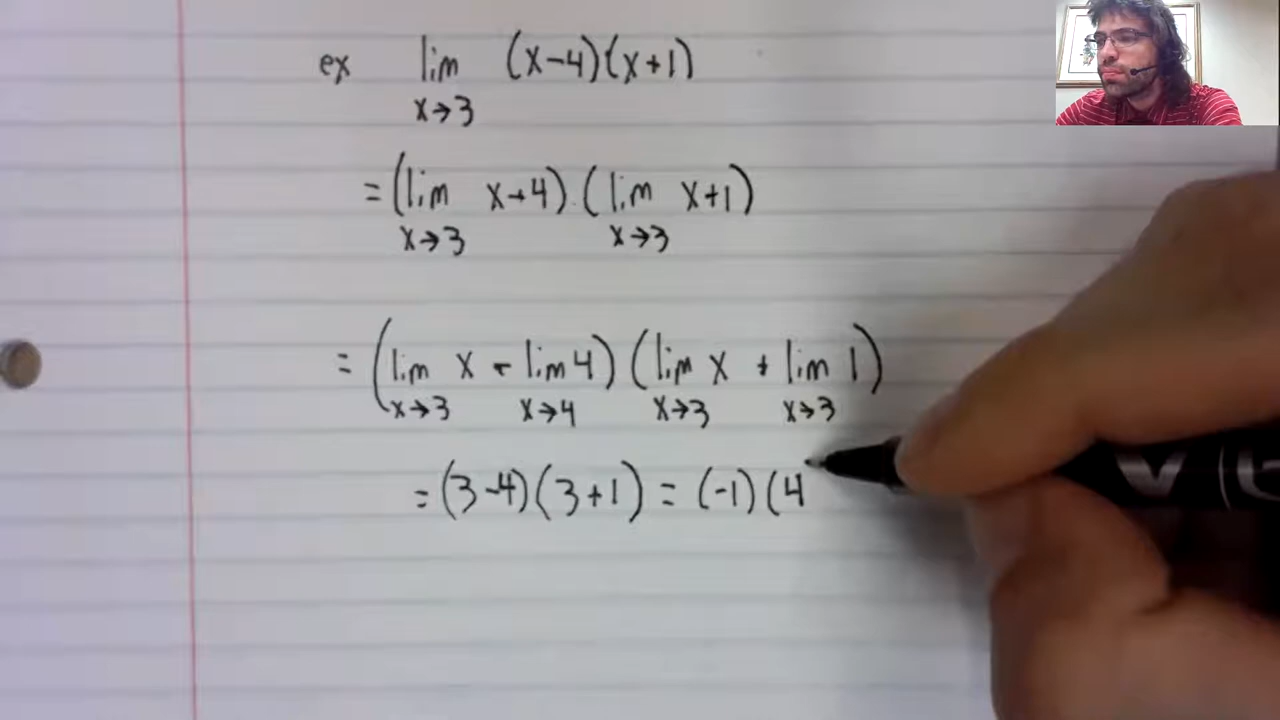 ex lim (x-4)(x+1)
x→3
= (lim x-4) · (lim x+1)
x→3 x→3
= (lim x - lim 4) (lim x + lim 1)
x→3 x→4 x→3 x→3
= (3-4)(3+1) = (-1)(4